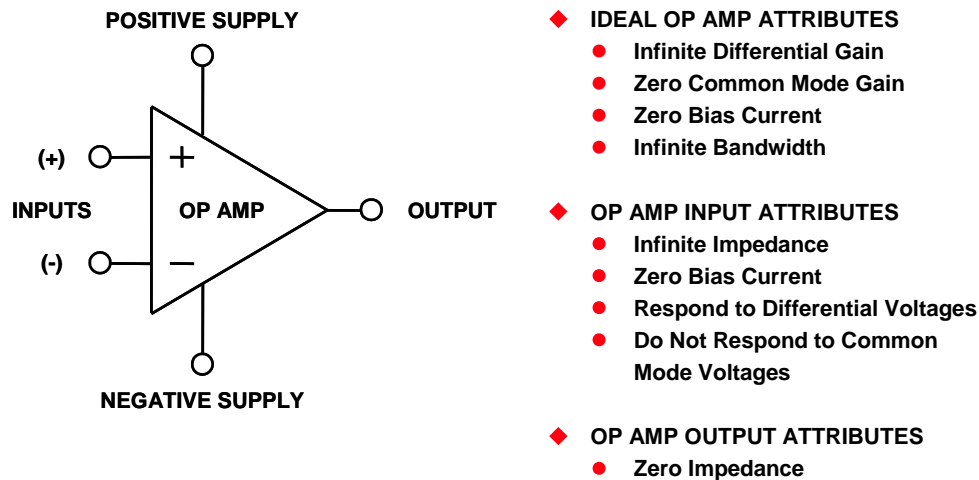 POSITIVE SUPPLY
(+)
+
INPUTS
OP AMP
OUTPUT
(-)
−
NEGATIVE SUPPLY
IDEAL OP AMP ATTRIBUTES
Infinite Differential Gain
Zero Common Mode Gain
Zero Bias Current
Infinite Bandwidth
OP AMP INPUT ATTRIBUTES
Infinite Impedance
Zero Bias Current
Respond to Differential Voltages
Do Not Respond to Common
Mode Voltages
OP AMP OUTPUT ATTRIBUTES
Zero Impedance